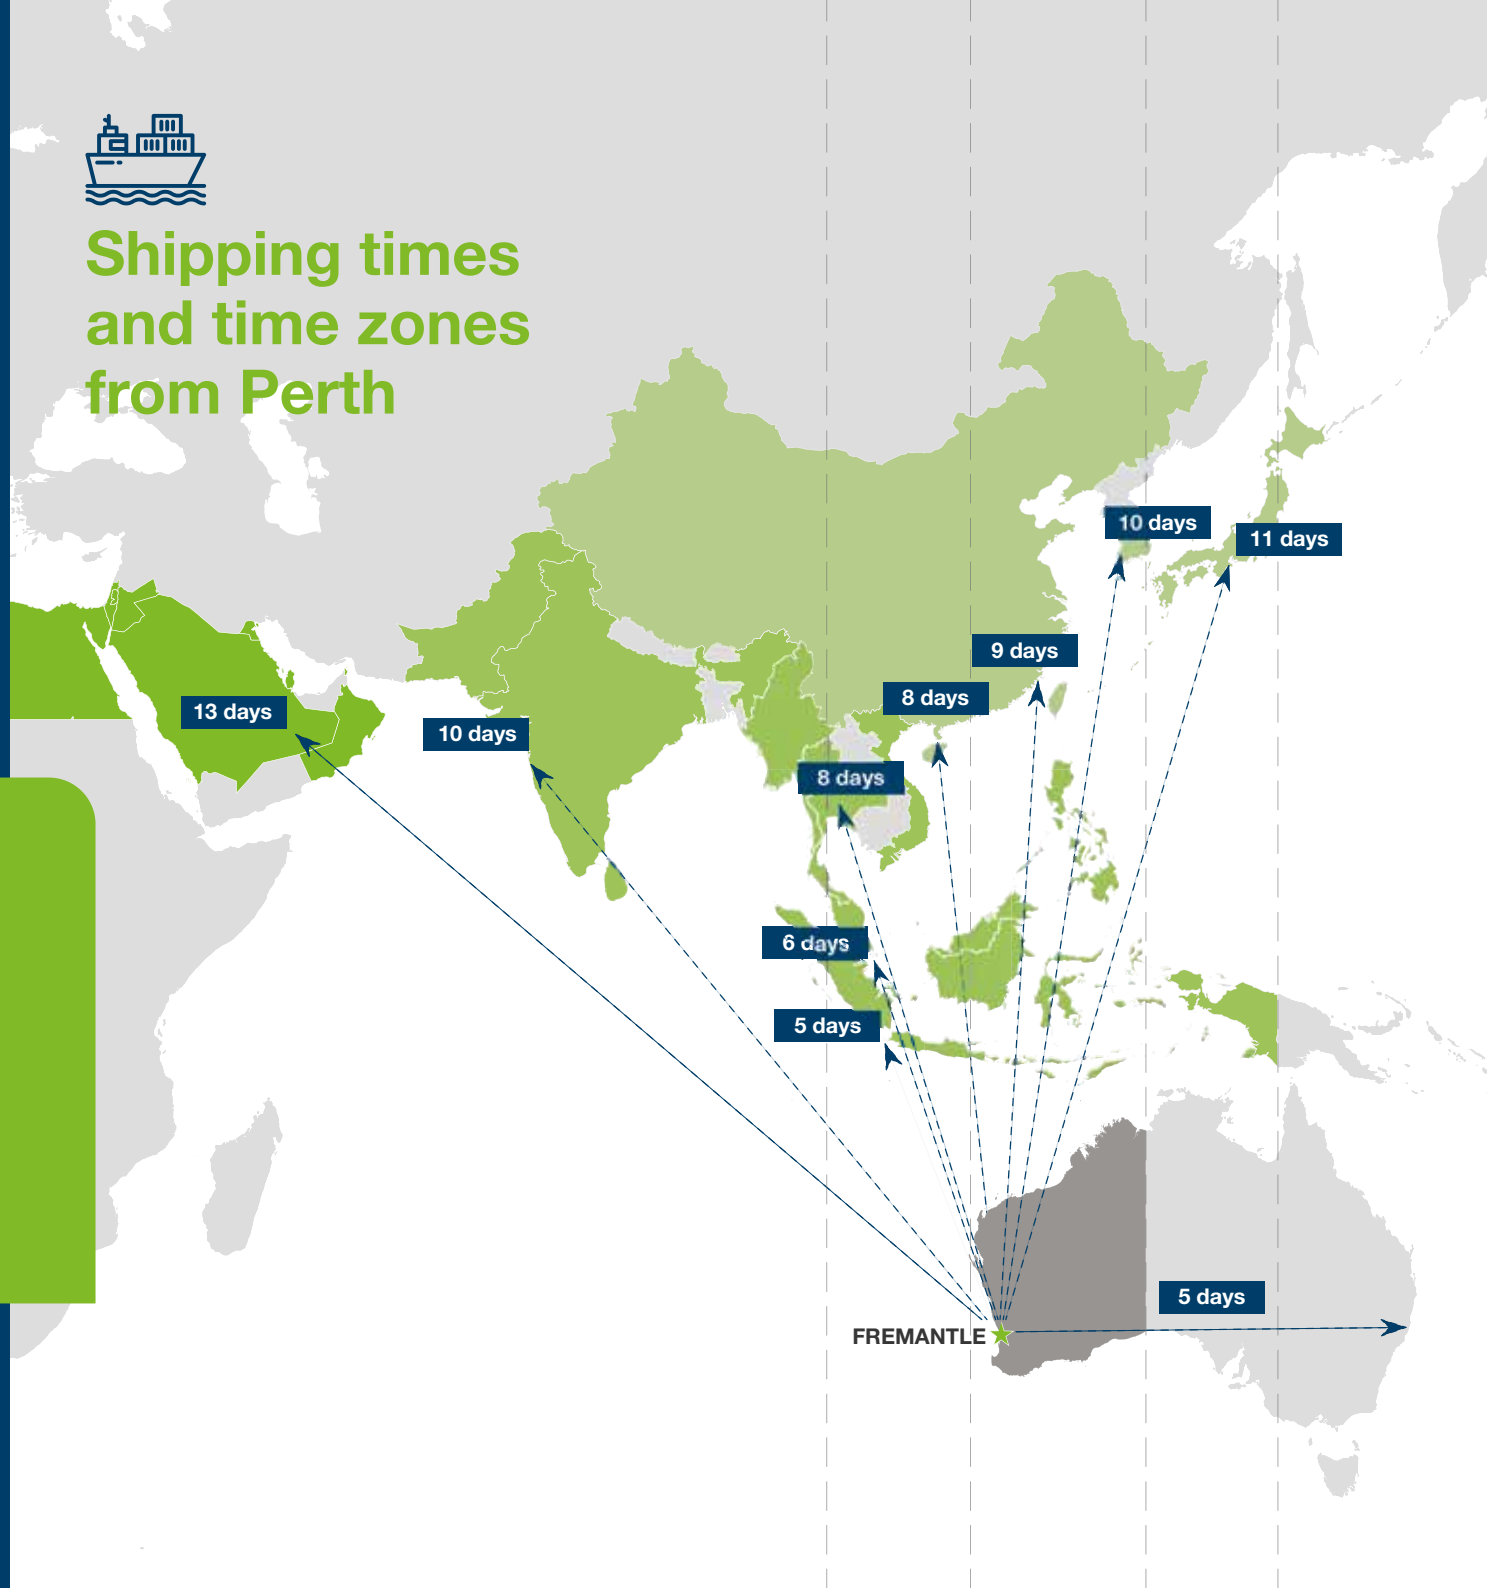 Shipping times
and time zones
from Perth
10 days
11 days
9 days
8 days
13 days
10 days
8 days
6 days
5 days
5 days
FREMANTLE